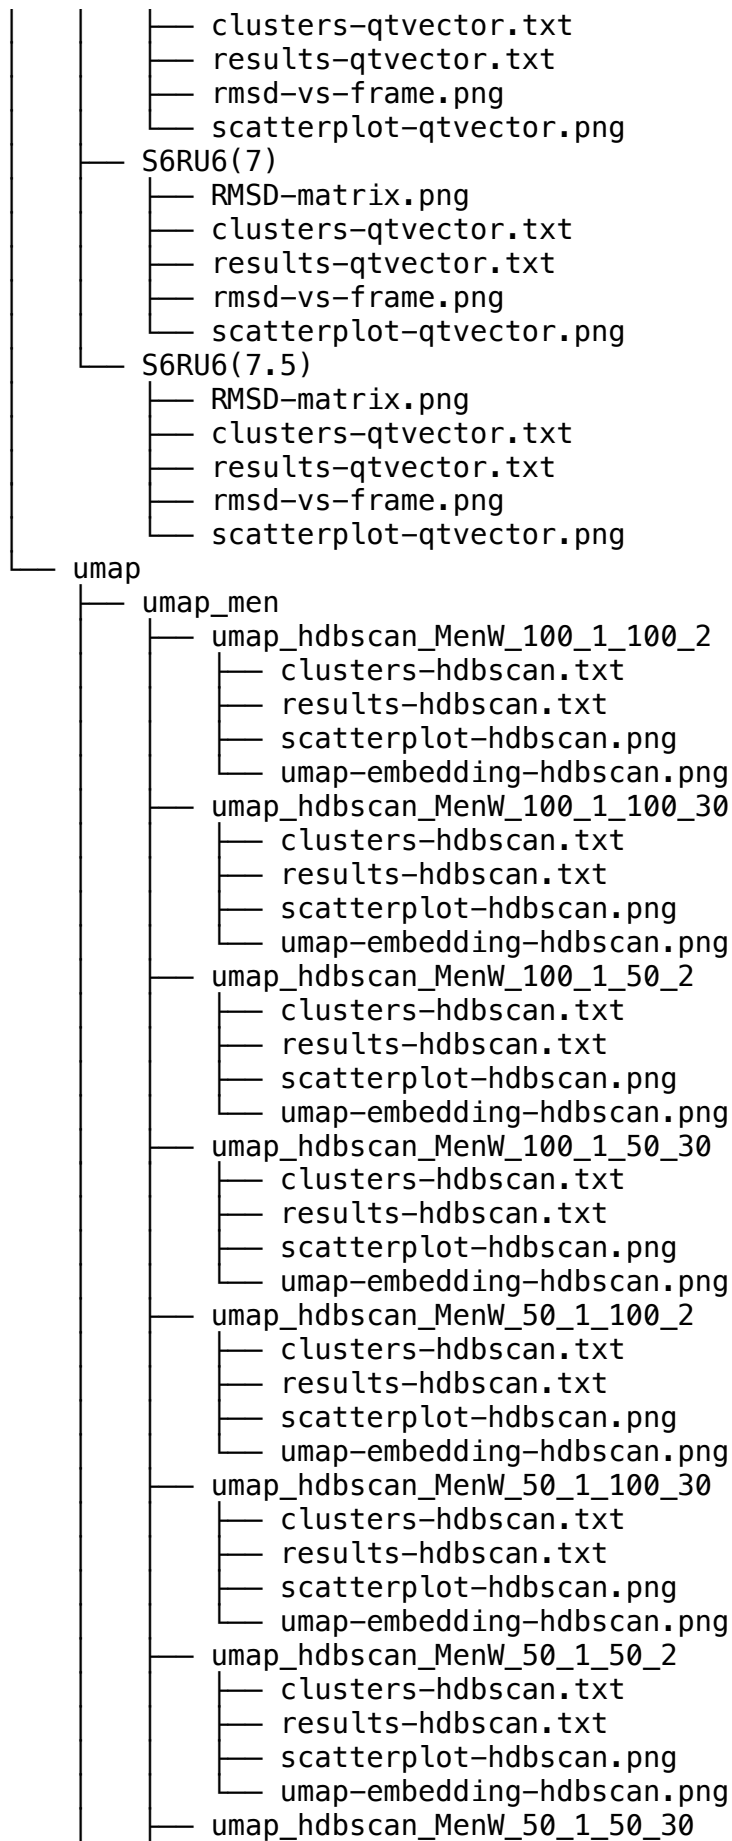 │   │   ├── clusters-qtvector.txt
│   │   ├── results-qtvector.txt
│   │   ├── rmsd-vs-frame.png
│   │   └── scatterplot-qtvector.png
│   ├── S6RU6(7)
│   │   ├── RMSD-matrix.png
│   │   ├── clusters-qtvector.txt
│   │   ├── results-qtvector.txt
│   │   ├── rmsd-vs-frame.png
│   │   └── scatterplot-qtvector.png
│   └── S6RU6(7.5)
│       ├── RMSD-matrix.png
│       ├── clusters-qtvector.txt
│       ├── results-qtvector.txt
│       ├── rmsd-vs-frame.png
│       └── scatterplot-qtvector.png
└── umap
    ├── umap_men
    │   ├── umap_hdbscan_MenW_100_1_100_2
    │   │   ├── clusters-hdbscan.txt
    │   │   ├── results-hdbscan.txt
    │   │   ├── scatterplot-hdbscan.png
    │   │   └── umap-embedding-hdbscan.png
    │   ├── umap_hdbscan_MenW_100_1_100_30
    │   │   ├── clusters-hdbscan.txt
    │   │   ├── results-hdbscan.txt
    │   │   ├── scatterplot-hdbscan.png
    │   │   └── umap-embedding-hdbscan.png
    │   ├── umap_hdbscan_MenW_100_1_50_2
    │   │   ├── clusters-hdbscan.txt
    │   │   ├── results-hdbscan.txt
    │   │   ├── scatterplot-hdbscan.png
    │   │   └── umap-embedding-hdbscan.png
    │   ├── umap_hdbscan_MenW_100_1_50_30
    │   │   ├── clusters-hdbscan.txt
    │   │   ├── results-hdbscan.txt
    │   │   ├── scatterplot-hdbscan.png
    │   │   └── umap-embedding-hdbscan.png
    │   ├── umap_hdbscan_MenW_50_1_100_2
    │   │   ├── clusters-hdbscan.txt
    │   │   ├── results-hdbscan.txt
    │   │   ├── scatterplot-hdbscan.png
    │   │   └── umap-embedding-hdbscan.png
    │   ├── umap_hdbscan_MenW_50_1_100_30
    │   │   ├── clusters-hdbscan.txt
    │   │   ├── results-hdbscan.txt
    │   │   ├── scatterplot-hdbscan.png
    │   │   └── umap-embedding-hdbscan.png
    │   ├── umap_hdbscan_MenW_50_1_50_2
    │   │   ├── clusters-hdbscan.txt
    │   │   ├── results-hdbscan.txt
    │   │   ├── scatterplot-hdbscan.png
    │   │   └── umap-embedding-hdbscan.png
    │   ├── umap_hdbscan_MenW_50_1_50_30